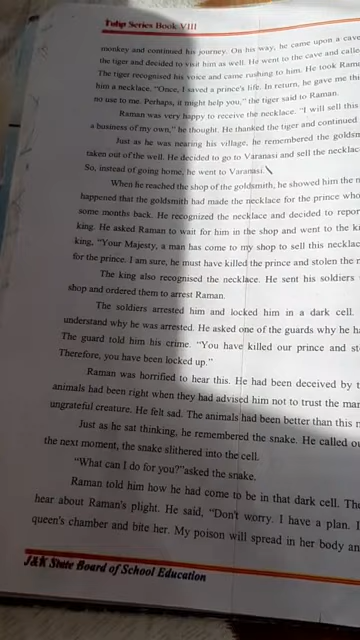 Tulip Series Book-VIII
monkey and continued his journey. On his way, he came upon a cave
the tiger and decided to visit him as well. He went to the cave and calle
The tiger recognised his voice and came rushing to him. He took Rama
him a necklace. "Once, I saved a prince's life. In return, he gave me thi
no use to me. Perhaps, it might help you," the tiger said to Raman.
Raman was very happy to receive the necklace. "I will sell this
a business of my own," he thought. He thanked the tiger and continued
Just as he was nearing his village, he remembered the goldsm
taken out of the well. He decided to go to Varanasi and sell the necklac
So, instead of going home, he went to Varanasi.
When he reached the shop of the goldsmith, he showed him the n
happened that the goldsmith had made the necklace for the prince who
some months back. He recognized the necklace and decided to repor
king. He asked Raman to wait for him in the shop and went to the ki
king, "Your Majesty, a man has come to my shop to sell this necklac
for the prince. I am sure, he must have killed the prince and stolen the n
The king also recognised the necklace. He sent his soldiers
shop and ordered them to arrest Raman.
The soldiers arrested him and locked him in a dark cell.
understand why he was arrested. He asked one of the guards why he ha
The guard told him his crime. "You have killed our prince and sto
Therefore, you have been locked up."
Raman was horrified to hear this. He had been deceived by t
animals had been right when they had advised him not to trust the man
ungrateful creature. He felt sad. The animals had been better than this m
Just as he sat thinking, he remembered the snake. He called ou
the next moment, the snake slithered into the cell.
"What can I do for you?"asked the snake.
Raman told him how he had come to be in that dark cell. The
hear about Raman's plight. He said, "Don't worry. I have a plan. I
queen's chamber and bite her. My poison will spread in her body an
J&K State Board of School Education